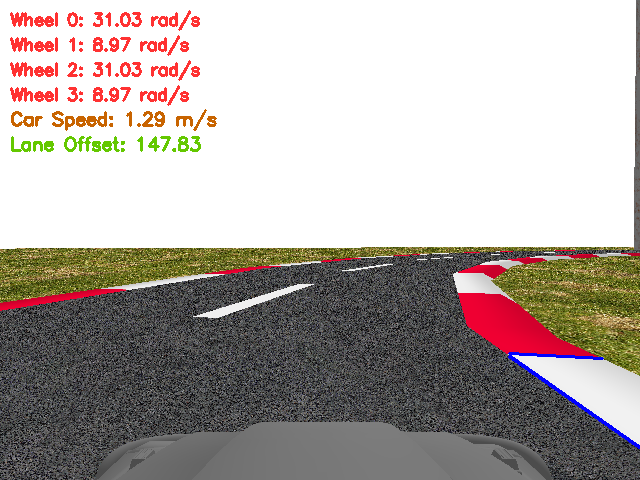 Wheel 0: 31.03 rad/s
Wheel 1: 8.97 rad/s
Wheel 2: 31.03 rad/s
Wheel 3: 8.97 rad/s
Car Speed: 1.29 m/s
Lane Offset: 147.83